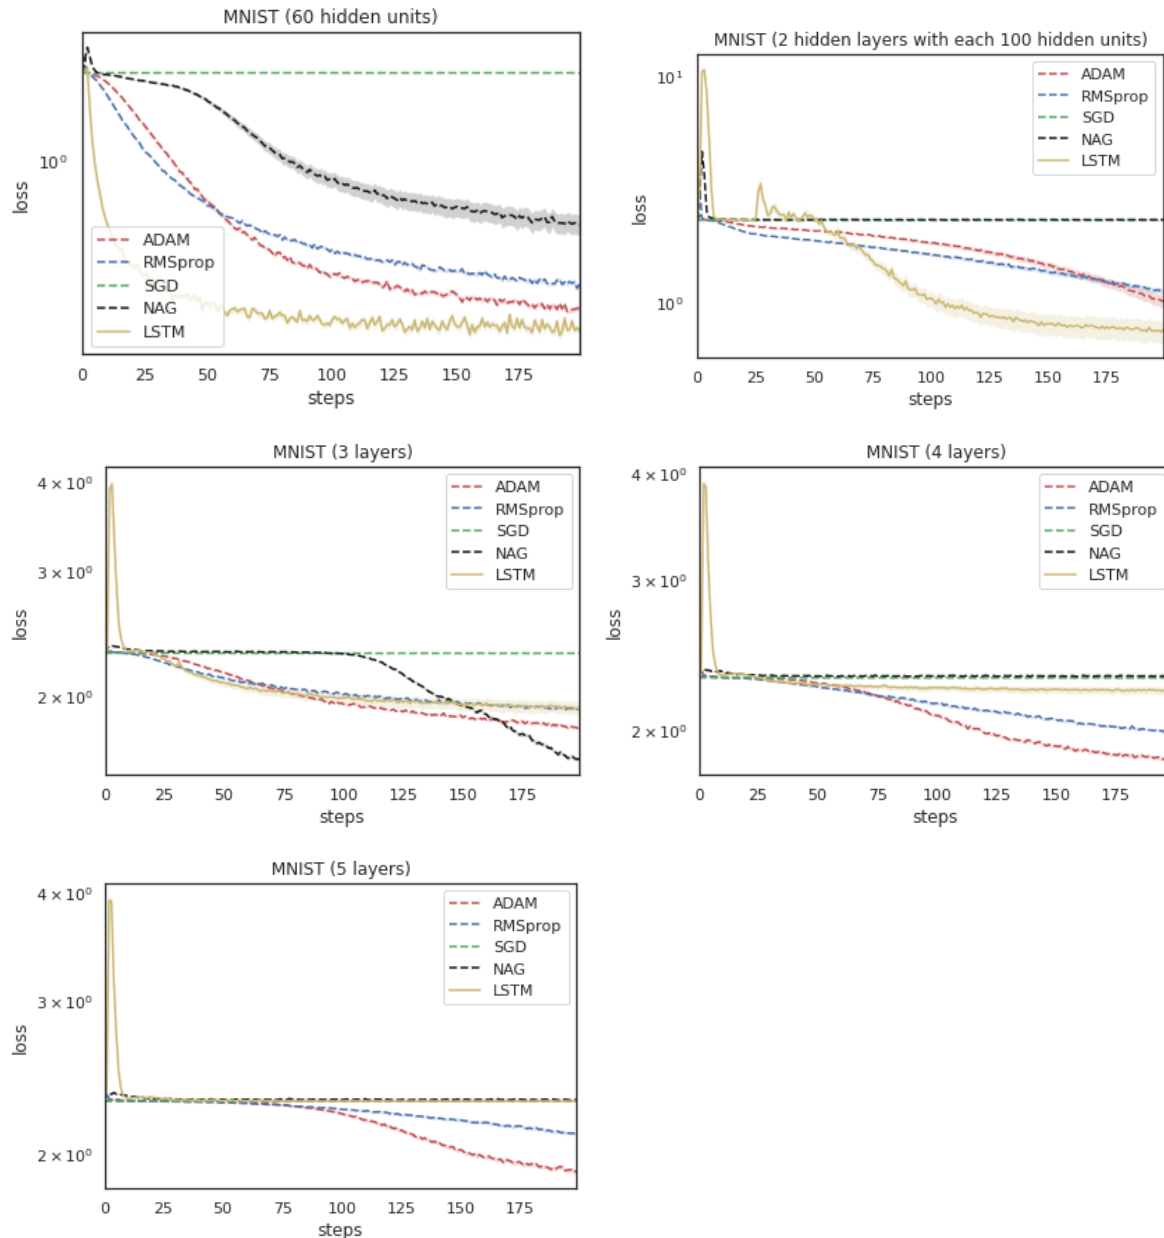 MNIST (60 hidden units)
loss
10⁰
ADAM
RMSprop
SGD
NAG
LSTM
0 25 50 75 100 125 150 175
steps
MNIST (2 hidden layers with each 100 hidden units)
loss
10¹
10⁰
ADAM
RMSprop
SGD
NAG
LSTM
0 25 50 75 100 125 150 175
steps
MNIST (3 layers)
loss
4 × 10⁰
3 × 10⁰
2 × 10⁰
ADAM
RMSprop
SGD
NAG
LSTM
0 25 50 75 100 125 150 175
steps
MNIST (4 layers)
loss
4 × 10⁰
3 × 10⁰
2 × 10⁰
ADAM
RMSprop
SGD
NAG
LSTM
0 25 50 75 100 125 150 175
steps
MNIST (5 layers)
loss
4 × 10⁰
3 × 10⁰
2 × 10⁰
ADAM
RMSprop
SGD
NAG
LSTM
0 25 50 75 100 125 150 175
steps